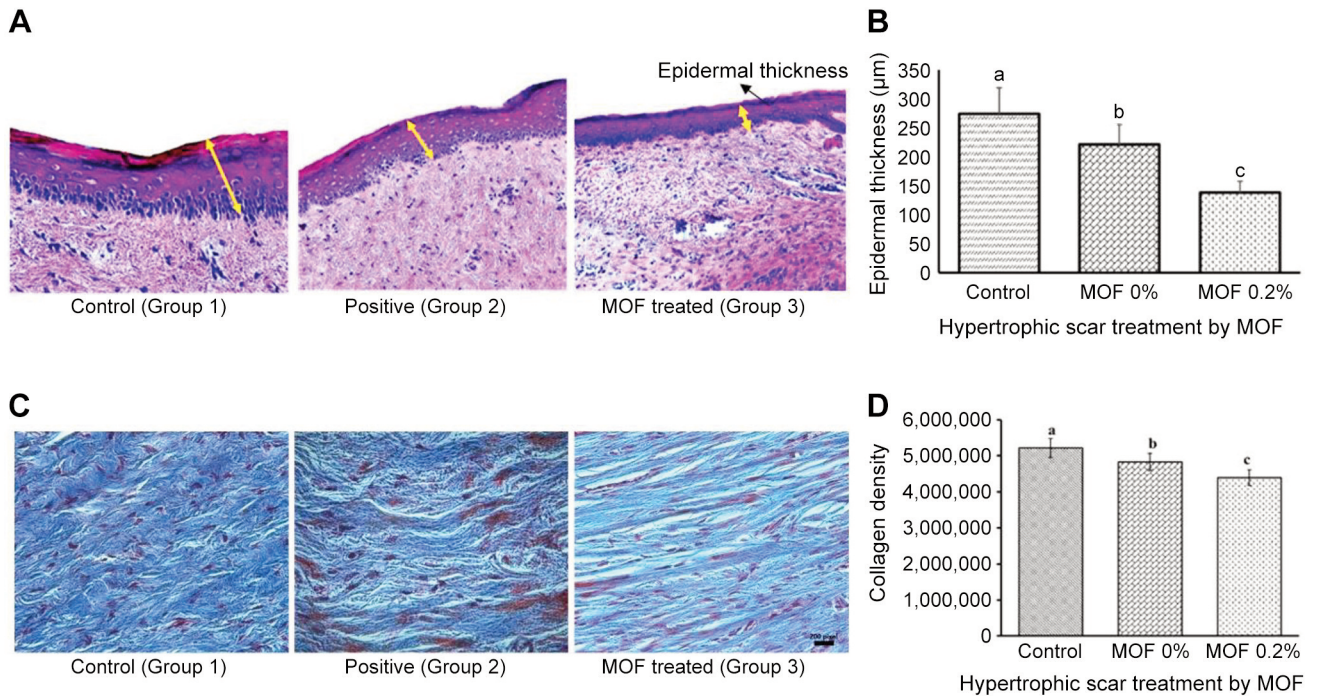 A
Epidermal thickness
Control (Group 1)
Positive (Group 2)
MOF treated (Group 3)
B
Epidermal thickness (µm)
350
300
250
200
150
100
50
0
a
b
c
Control
MOF 0%
MOF 0.2%
Hypertrophic scar treatment by MOF
C
200 pixel
Control (Group 1)
Positive (Group 2)
MOF treated (Group 3)
D
Collagen density
6,000,000
5,000,000
4,000,000
3,000,000
2,000,000
1,000,000
0
a
b
c
Control
MOF 0%
MOF 0.2%
Hypertrophic scar treatment by MOF